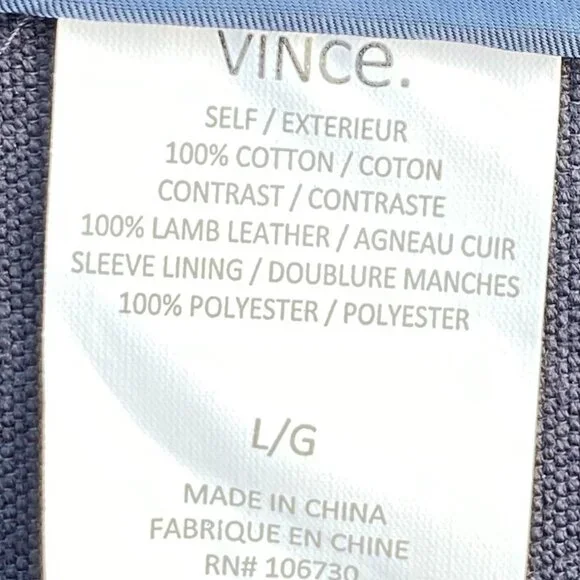 VINce.
SELF / EXTERIEUR
100% COTTON / COTON
CONTRAST / CONTRASTE
100% LAMB LEATHER / AGNEAU CUIR
SLEEVE LINING / DOUBLURE MANCHES
100% POLYESTER / POLYESTER
L/G
MADE IN CHINA
FABRIQUE EN CHINE
RN# 106730